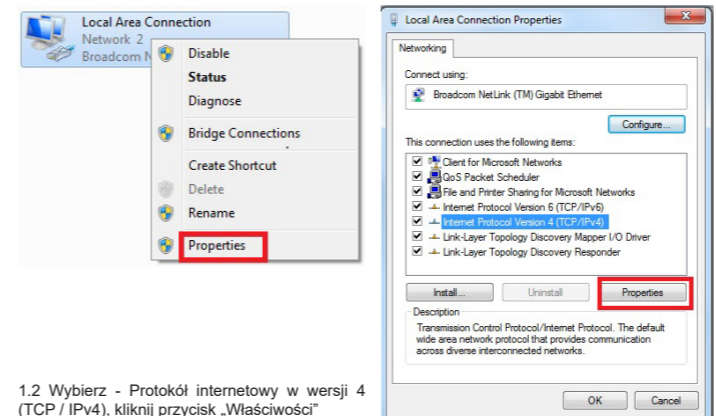 Local Area Connection
Network 2
Broadcom N
Disable
Status
Diagnose
Bridge Connections
Create Shortcut
Delete
Rename
Properties
1.2 Wybierz - Protokół internetowy w wersji 4
(TCP / IPv4), kliknij przycisk „Właściwości”
Local Area Connection Properties
Networking
Connect using:
Broadcom NetLink (TM) Gigabit Ethernet
Configure...
This connection uses the following items:
Client for Microsoft Networks
QoS Packet Scheduler
File and Printer Sharing for Microsoft Networks
Internet Protocol Version 6 (TCP/IPv6)
Internet Protocol Version 4 (TCP/IPv4)
Link-Layer Topology Discovery Mapper I/O Driver
Link-Layer Topology Discovery Responder
Install... Uninstall Properties
Description
Transmission Control Protocol/Internet Protocol. The default
wide area network protocol that provides communication
across diverse interconnected networks.
OK Cancel